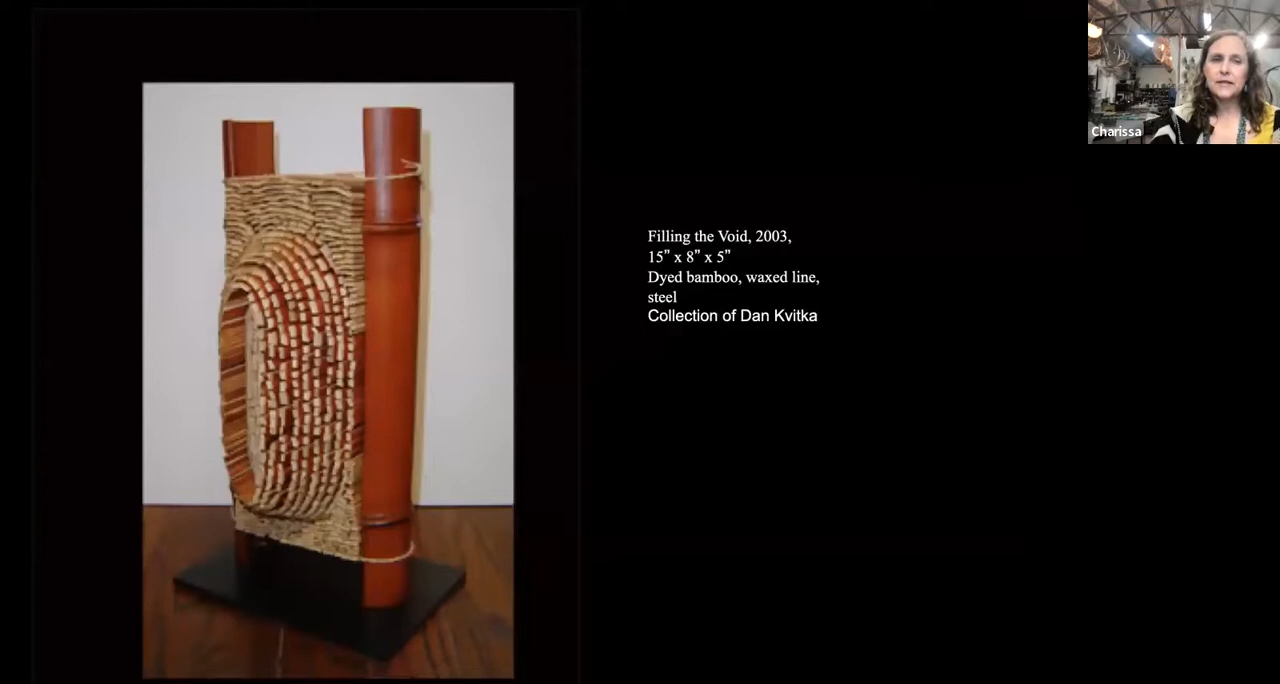 Charissa
Filling the Void, 2003,
15” x 8” x 5”
Dyed bamboo, waxed line,
steel
Collection of Dan Kvitka